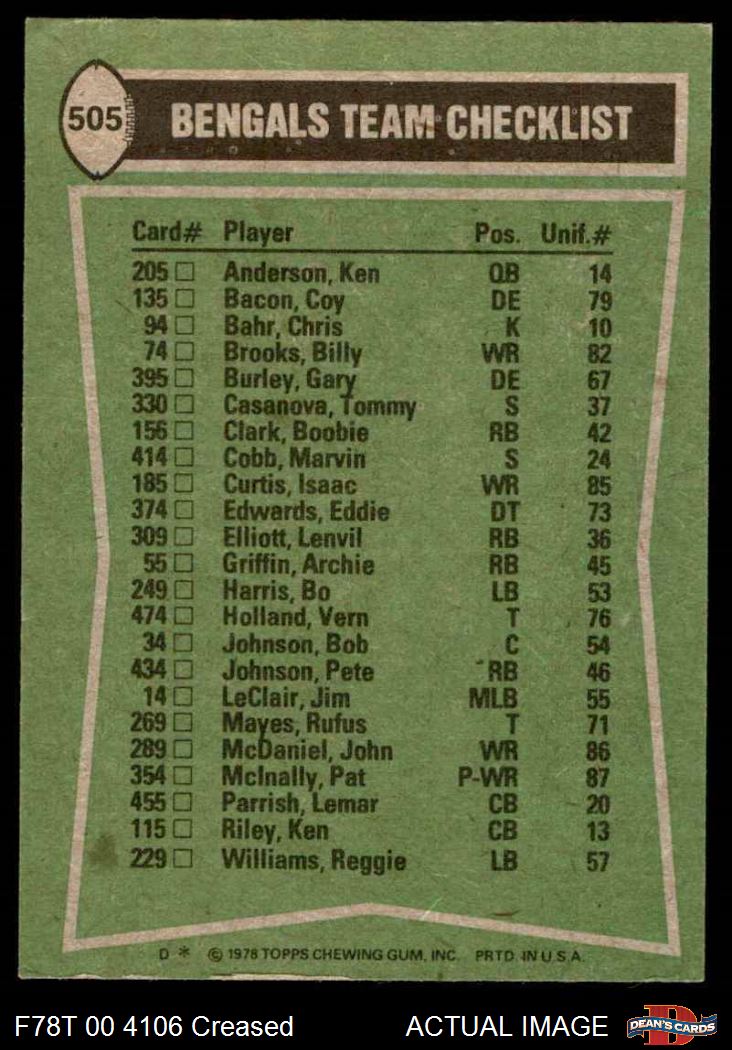 505
BENGALS TEAM CHECKLIST
Card# Player Pos. Unif.#
205 Anderson, Ken QB 14
135 Bacon, Coy DE 79
94 Bahr, Chris K 10
74 Brooks, Billy WR 82
395 Burley, Gary DE 67
330 Casanova, Tommy S 37
156 Clark, Boobie RB 42
414 Cobb, Marvin S 24
185 Curtis, Isaac WR 85
374 Edwards, Eddie DT 73
309 Elliott, Lenvil RB 36
55 Griffin, Archie RB 45
249 Harris, Bo LB 53
474 Holland, Vern T 76
34 Johnson, Bob C 54
434 Johnson, Pete RB 46
14 LeClair, Jim MLB 55
269 Mayes, Rufus T 71
289 McDaniel, John WR 86
354 McInally, Pat P-WR 87
455 Parrish, Lemar CB 20
115 Riley, Ken CB 13
229 Williams, Reggie LB 57
D * © 1978 TOPPS CHEWING GUM, INC. PRTD. IN U.S.A.
F78T 00 4106 Creased ACTUAL IMAGE DEAN'S CARDS